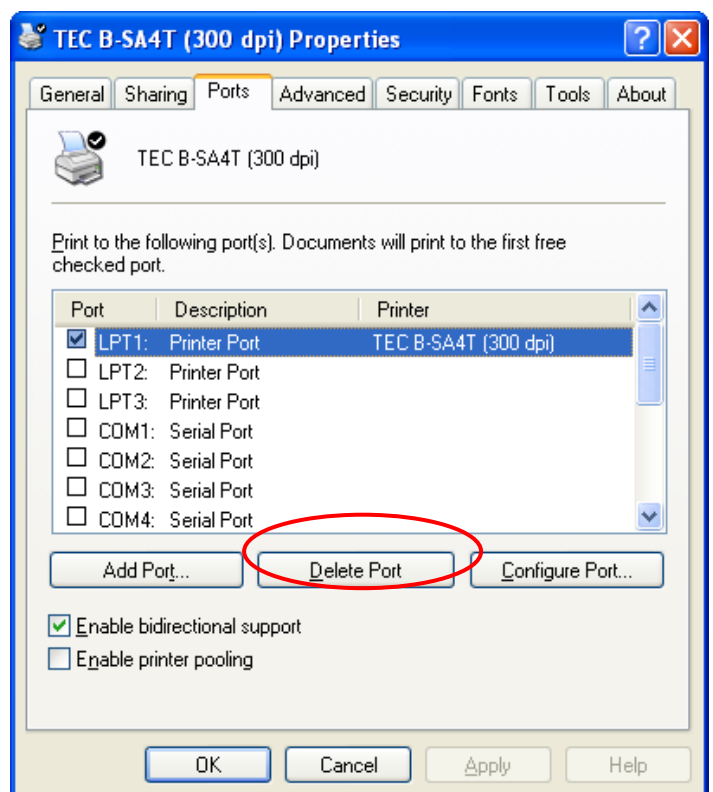 TEC B-SA4T (300 dpi) Properties
General Sharing Ports Advanced Security Fonts Tools About
TEC B-SA4T (300 dpi)
Print to the following port(s). Documents will print to the first free
checked port.
Port Description Printer
LPT1: Printer Port TEC B-SA4T (300 dpi)
LPT2: Printer Port
LPT3: Printer Port
COM1: Serial Port
COM2: Serial Port
COM3: Serial Port
COM4: Serial Port
Add Port... Delete Port Configure Port...
Enable bidirectional support
Enable printer pooling
OK Cancel Apply Help